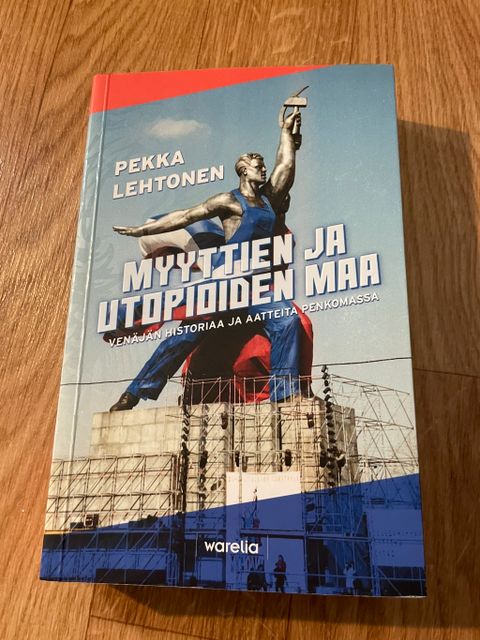 PEKKA
LEHTONEN
MYYTTIEN JA
UTOPIOIDEN MAA
VENÄJÄN HISTORIAA JA AATTEITA PENKOMASSA
warelia